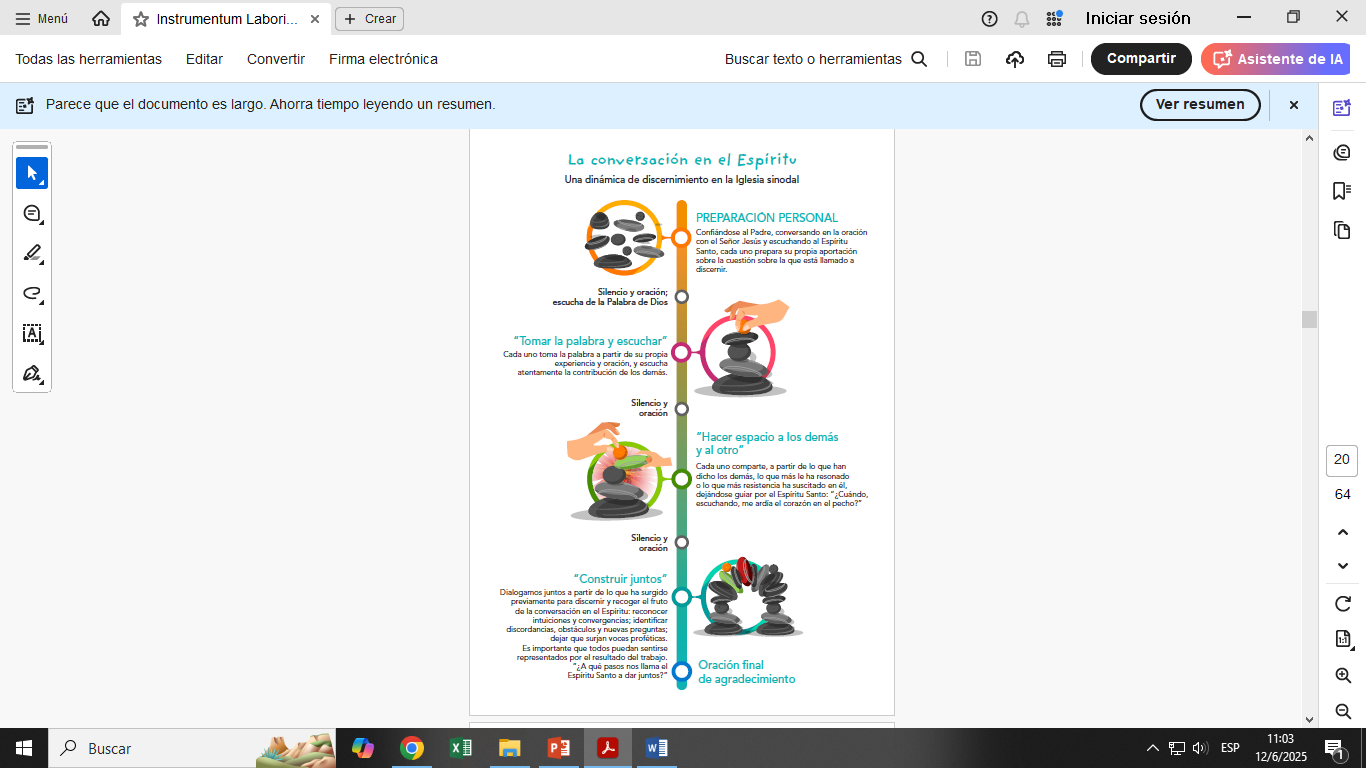 Menú
Instrumentum Labori...
Crear
Iniciar sesión
Todas las herramientas
Editar
Convertir
Firma electrónica
Buscar texto o herramientas
Compartir
Asistente de IA
Parece que el documento es largo. Ahorra tiempo leyendo un resumen.
Ver resumen
La conversación en el Espíritu
Una dinámica de discernimiento en la Iglesia sinodal
PREPARACIÓN PERSONAL
Confiándose al Padre, conversando en la oración
con el Señor Jesús y escuchando al Espíritu
Santo, cada uno prepara su propia aportación
sobre la cuestión sobre la que está llamado a
discernir.
Silencio y oración;
escucha de la Palabra de Dios
“Tomar la palabra y escuchar”
Cada uno toma la palabra a partir de su propia
experiencia y oración, y escucha
atentamente la contribución de los demás.
Silencio y
oración
“Hacer espacio a los demás
y al otro”
Cada uno comparte, a partir de lo que han
dicho los demás, lo que más le ha resonado
o lo que más resistencia ha suscitado en él,
dejándose guiar por el Espíritu Santo: “¿Cuándo,
escuchando, me ardía el corazón en el pecho?”
Silencio y
oración
“Construir juntos”
Dialogamos juntos a partir de lo que ha surgido
previamente para discernir y recoger el fruto
de la conversación en el Espíritu: reconocer
intuiciones y convergencias; identificar
discordancias, obstáculos y nuevas preguntas;
dejar que surjan voces proféticas.
Es importante que todos puedan sentirse
representados por el resultado del trabajo.
“¿A qué pasos nos llama el
Espíritu Santo a dar juntos?”
Oración final
de agradecimiento
20
64
1:1
Buscar
ESP
11:03
12/6/2025
1